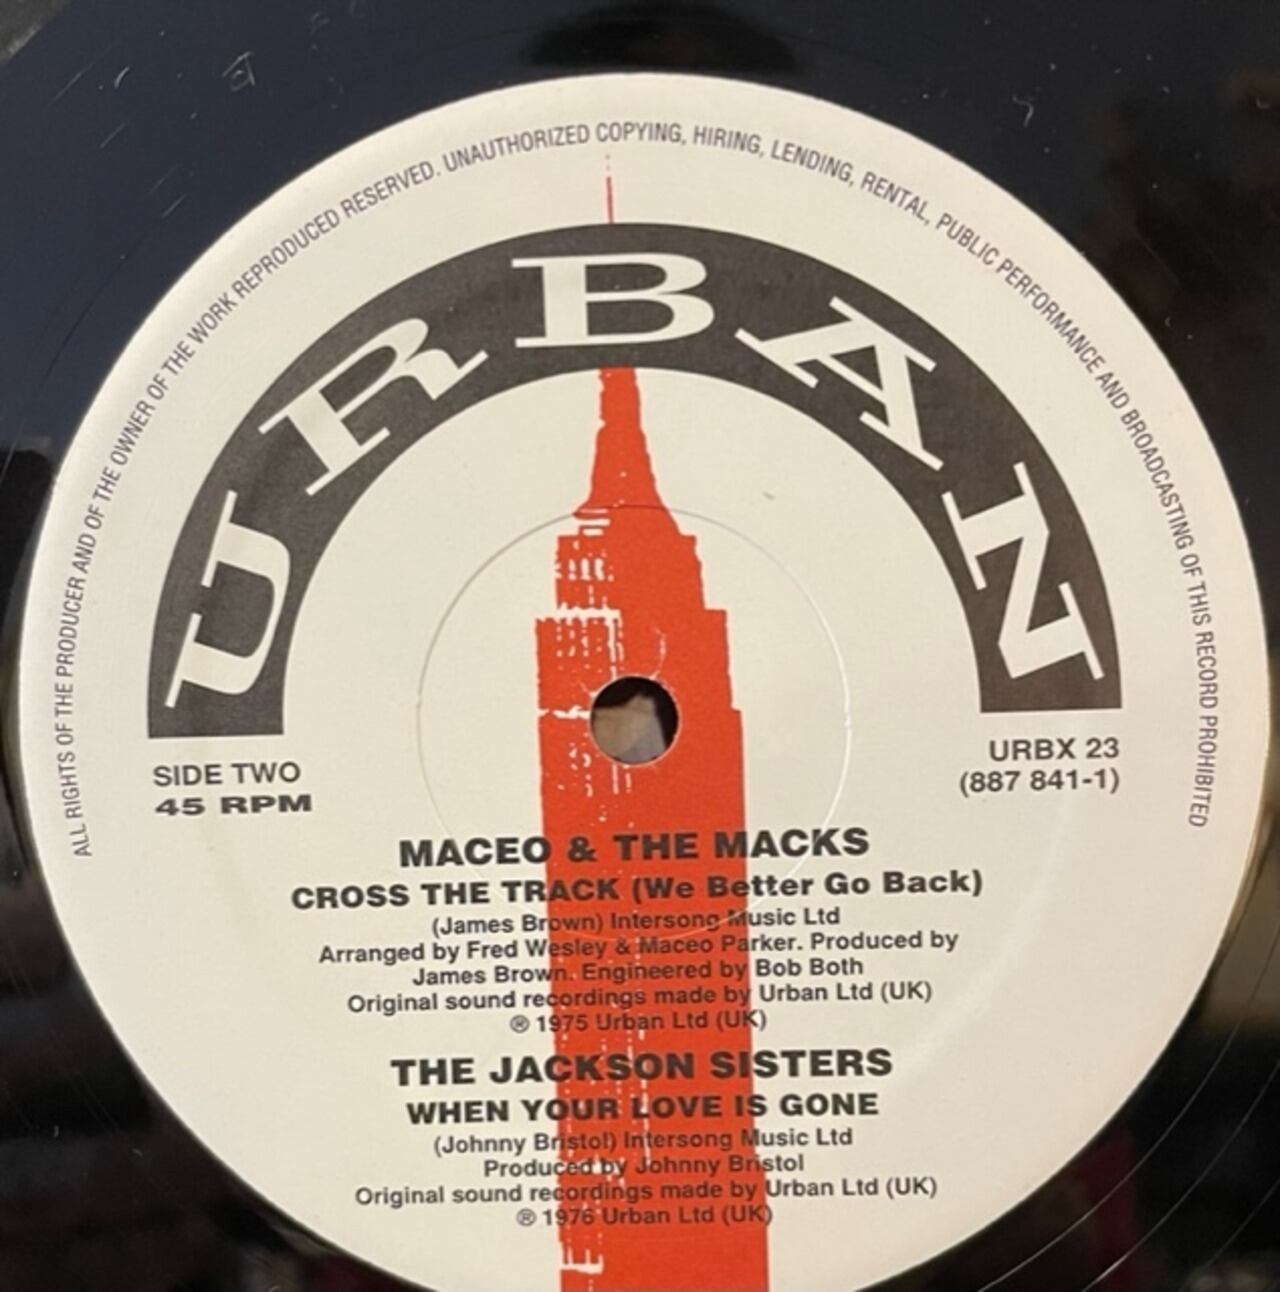 ALL RIGHTS OF THE PRODUCER AND OF THE OWNER OF THE WORK REPRODUCED RESERVED. UNAUTHORIZED COPYING, HIRING, LENDING, RENTAL, PUBLIC PERFORMANCE AND BROADCASTING OF THIS RECORD PROHIBITED
URBAN
SIDE TWO
45 RPM
URBX 23
(887 841-1)
MACEO & THE MACKS
CROSS THE TRACK (We Better Go Back)
(James Brown) Intersong Music Ltd
Arranged by Fred Wesley & Maceo Parker. Produced by
James Brown. Engineered by Bob Both
Original sound recordings made by Urban Ltd (UK)
℗ 1975 Urban Ltd (UK)
THE JACKSON SISTERS
WHEN YOUR LOVE IS GONE
(Johnny Bristol) Intersong Music Ltd
Produced by Johnny Bristol
Original sound recordings made by Urban Ltd (UK)
℗ 1976 Urban Ltd (UK)